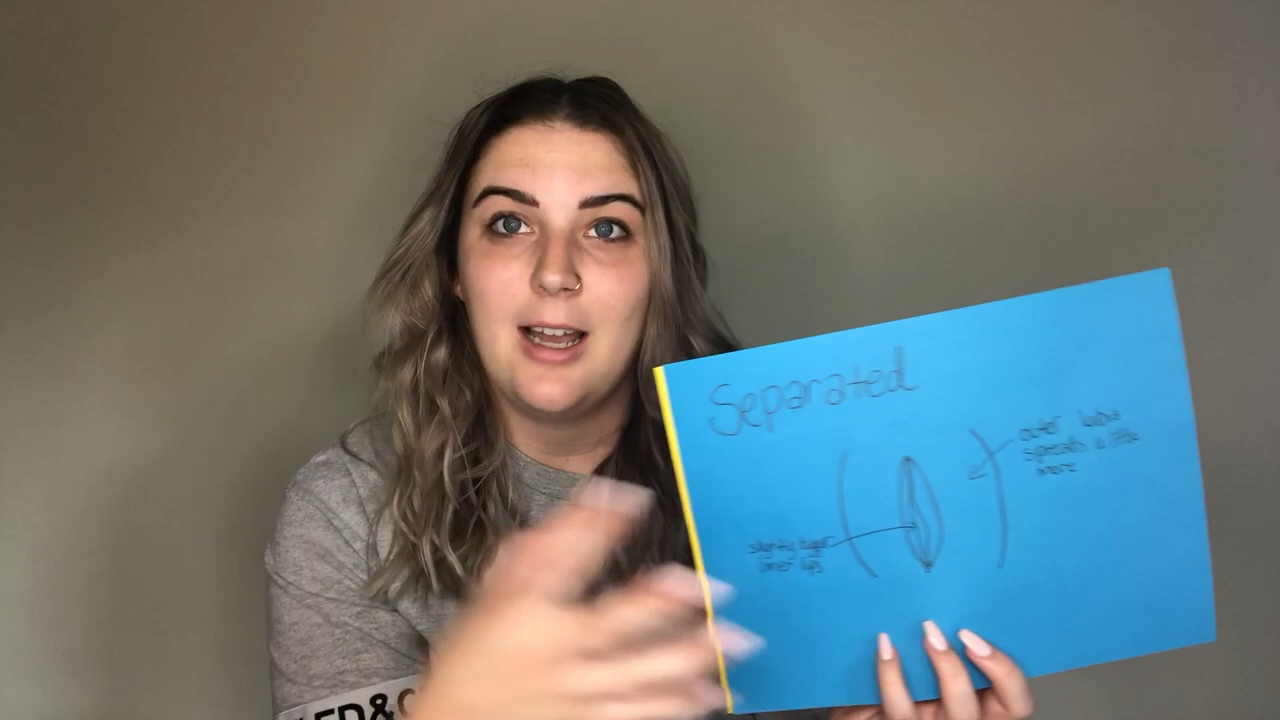 Separated
outer labia
spreads a little
more
slightly bigger
inner lips